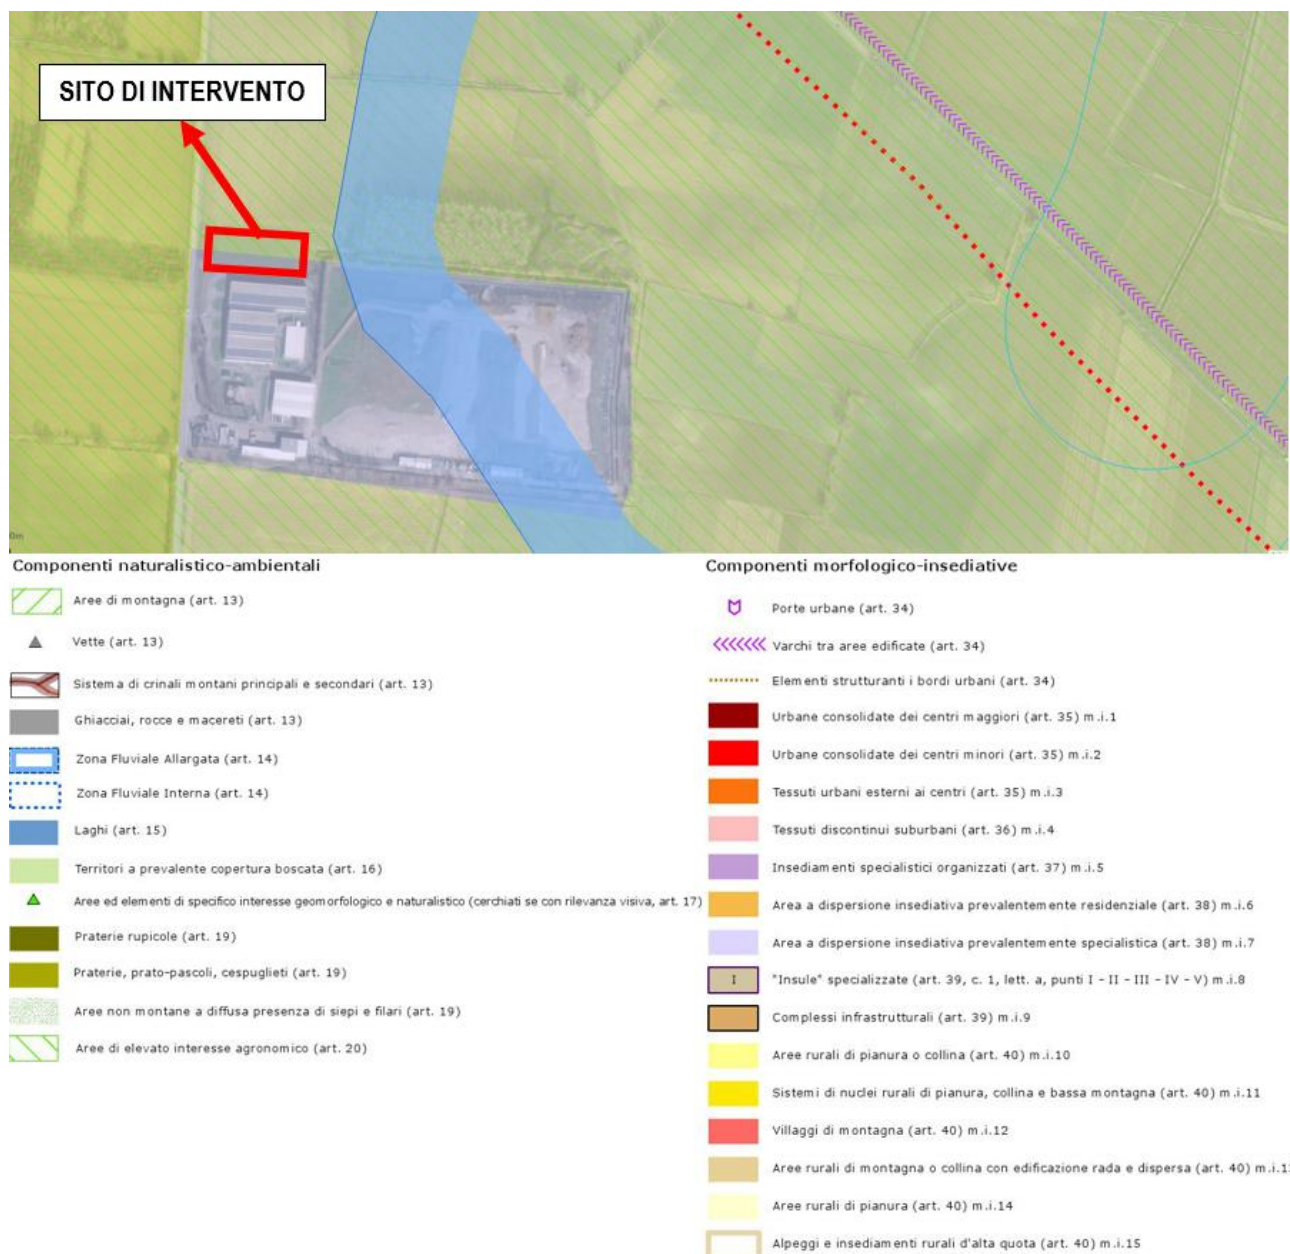 SITO DI INTERVENTO
0m
Componenti naturalistico-ambientali
Aree di montagna (art. 13)
Vette (art. 13)
Sistema di crinali montani principali e secondari (art. 13)
Ghiacciai, rocce e macereti (art. 13)
Zona Fluviale Allargata (art. 14)
Zona Fluviale Interna (art. 14)
Laghi (art. 15)
Territori a prevalente copertura boscata (art. 16)
Aree ed elementi di specifico interesse geomorfologico e naturalistico (cerchiati se con rilevanza visiva, art. 17)
Praterie rupicole (art. 19)
Praterie, prato-pascoli, cespuglieti (art. 19)
Aree non montane a diffusa presenza di siepi e filari (art. 19)
Aree di elevato interesse agronomico (art. 20)
Componenti morfologico-insediative
Porte urbane (art. 34)
Varchi tra aree edificate (art. 34)
Elementi strutturanti i bordi urbani (art. 34)
Urbane consolidate dei centri maggiori (art. 35) m.i.1
Urbane consolidate dei centri minori (art. 35) m.i.2
Tessuti urbani esterni ai centri (art. 35) m.i.3
Tessuti discontinui suburbani (art. 36) m.i.4
Insediamenti specialistici organizzati (art. 37) m.i.5
Area a dispersione insediativa prevalentemente residenziale (art. 38) m.i.6
Area a dispersione insediativa prevalentemente specialistica (art. 38) m.i.7
I "Insule" specializzate (art. 39, c. 1, lett. a, punti I - II - III - IV - V) m.i.8
Complessi infrastrutturali (art. 39) m.i.9
Aree rurali di pianura o collina (art. 40) m.i.10
Sistemi di nuclei rurali di pianura, collina e bassa montagna (art. 40) m.i.11
Villaggi di montagna (art. 40) m.i.12
Aree rurali di montagna o collina con edificazione rada e dispersa (art. 40)
Aree rurali di pianura (art. 40) m.i.14
Alpeggi e insediamenti rurali d'alta quota (art. 40) m.i.15